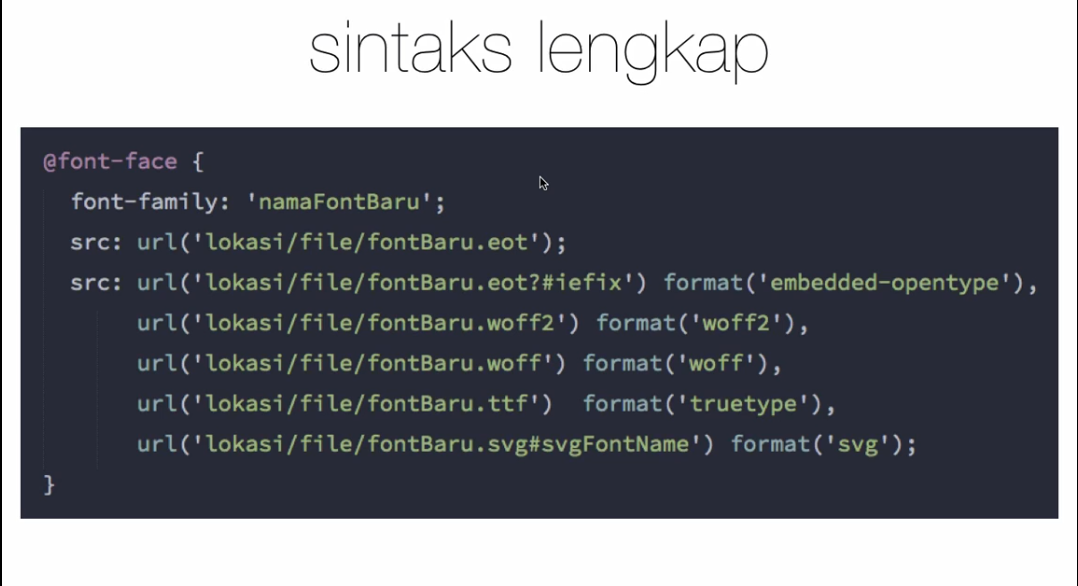 sintaks lengkap
@font-face {
font-family: 'namaFontBaru';
src: url('lokasi/file/fontBaru.eot');
src: url('lokasi/file/fontBaru.eot?#iefix') format('embedded-opentype'),
url('lokasi/file/fontBaru.woff2') format('woff2'),
url('lokasi/file/fontBaru.woff') format('woff'),
url('lokasi/file/fontBaru.ttf')  format('truetype'),
url('lokasi/file/fontBaru.svg#svgFontName') format('svg');
}